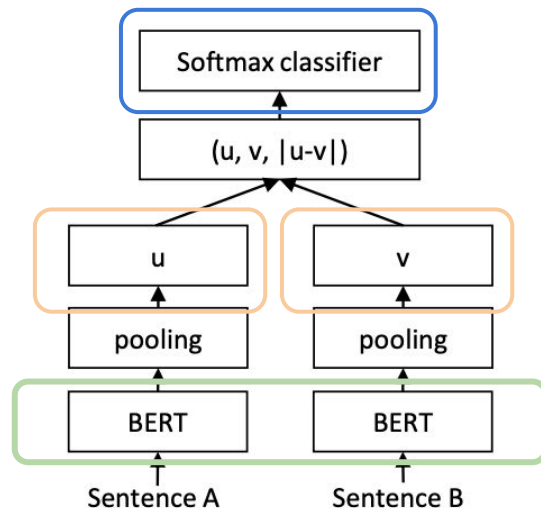 Softmax classifier
(u, v, |u-v|)
u
v
pooling
pooling
BERT
BERT
Sentence A
Sentence B